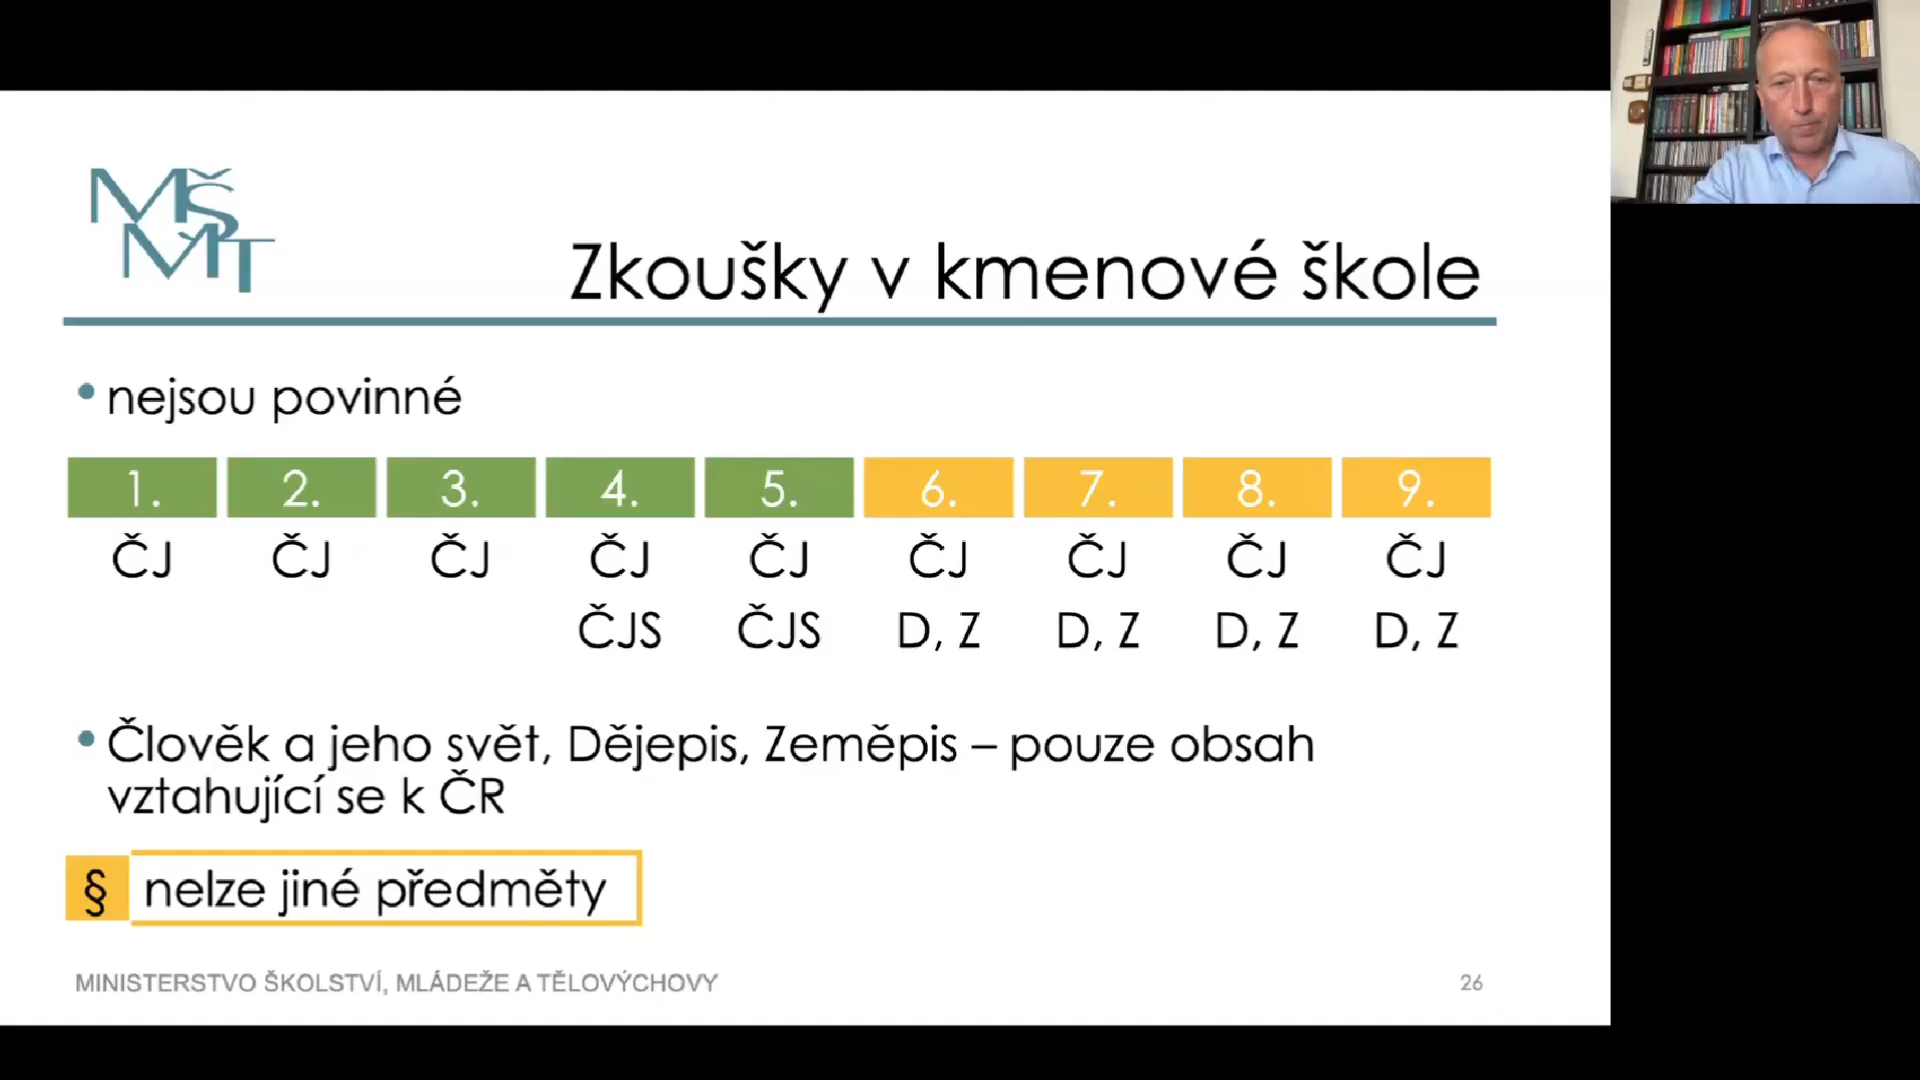 MŠMT
Zkoušky v kmenové škole
• nejsou povinné
1. 2. 3. 4. 5. 6. 7. 8. 9.
ČJ ČJ ČJ ČJ ČJ ČJ ČJ ČJ ČJ
ČJS ČJS D, Z D, Z D, Z D, Z
• Člověk a jeho svět, Dějepis, Zeměpis – pouze obsah
vztahující se k ČR
§ nelze jiné předměty
MINISTERSTVO ŠKOLSTVÍ, MLÁDEŽE A TĚLOVÝCHOVY 26